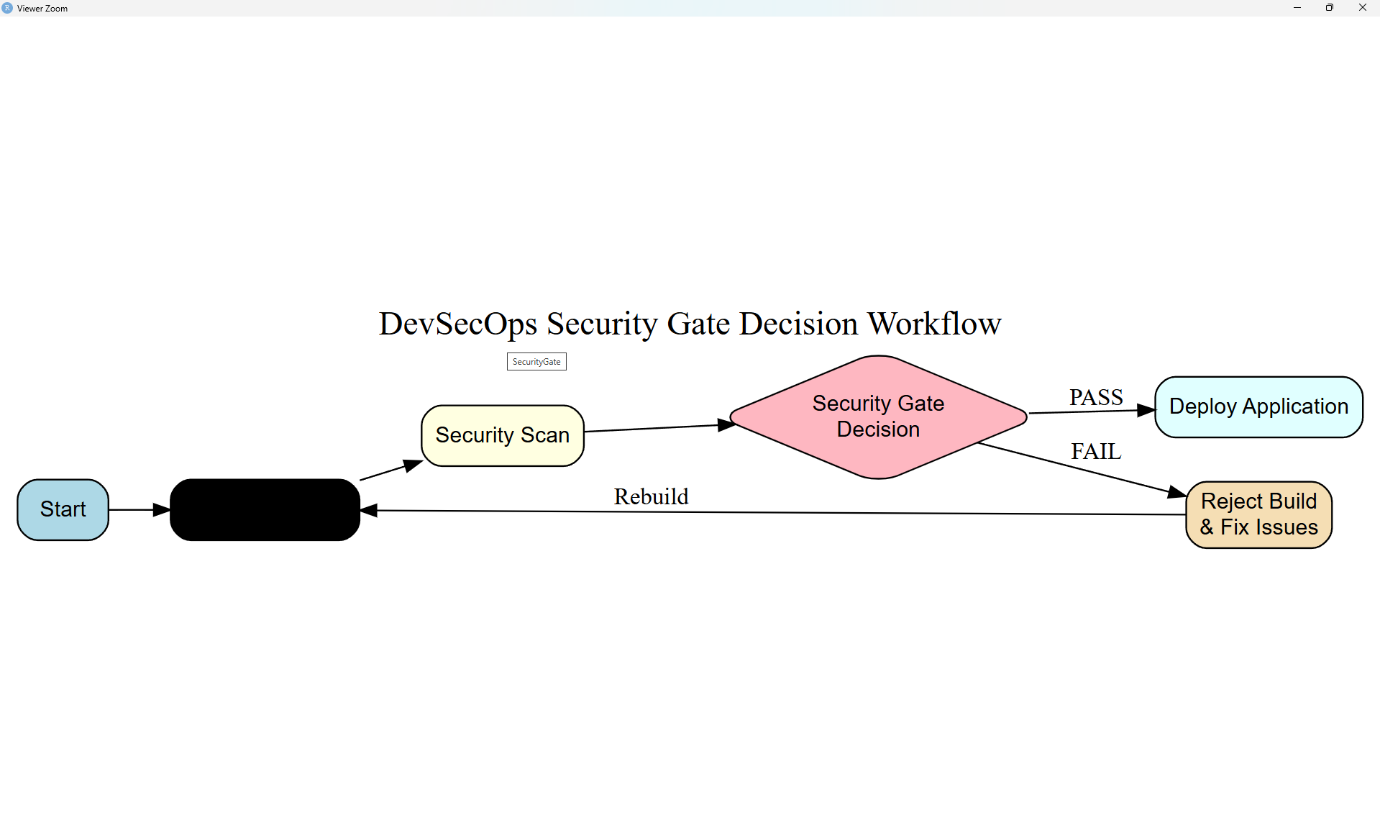 Viewer Zoom
DevSecOps Security Gate Decision Workflow
SecurityGate
Start
Security Scan
Security Gate
Decision
PASS
Deploy Application
FAIL
Rebuild
Reject Build
& Fix Issues